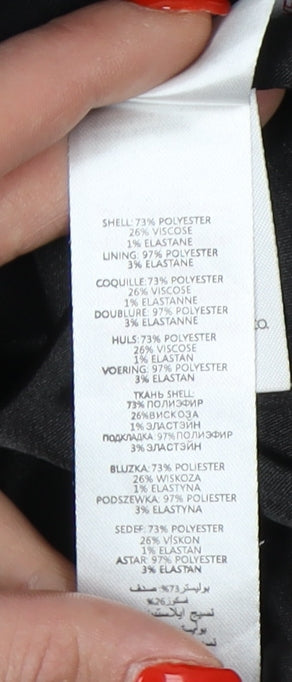 SHELL: 73% POLYESTER
26% VISCOSE
1% ELASTANE
LINING: 97% POLYESTER
3% ELASTANE
COQUILLE:73% POLYESTER
26% VISCOSE
1% ELASTANNE
DOUBLURE: 97% POLYESTER
3% ELASTANNE
HULS:73% POLYESTER
26% VISCOSE
1% ELASTAN
VOERING: 97% POLYESTER
3% ELASTAN
ТКАНЬ SHELL:
73% ПОЛИЭФИР
26%ВИСКОЗА
1% ЭЛАСТЭЙН
ПОДКЛАДКА: 97% ПОЛИЭФИР
3% ЭЛАСТЭЙН
BLUZKA: 73% POLIESTER
26% WISKOZA
1% ELASTYNA
PODSZEWKA: 97% POLIESTER
3% ELASTYNA
SEDEF: 73% POLYESTER
26% VİSKON
1% ELASTAN
ASTAR: 97% POLYESTER
3% ELASTAN
بوليستر73% صنف